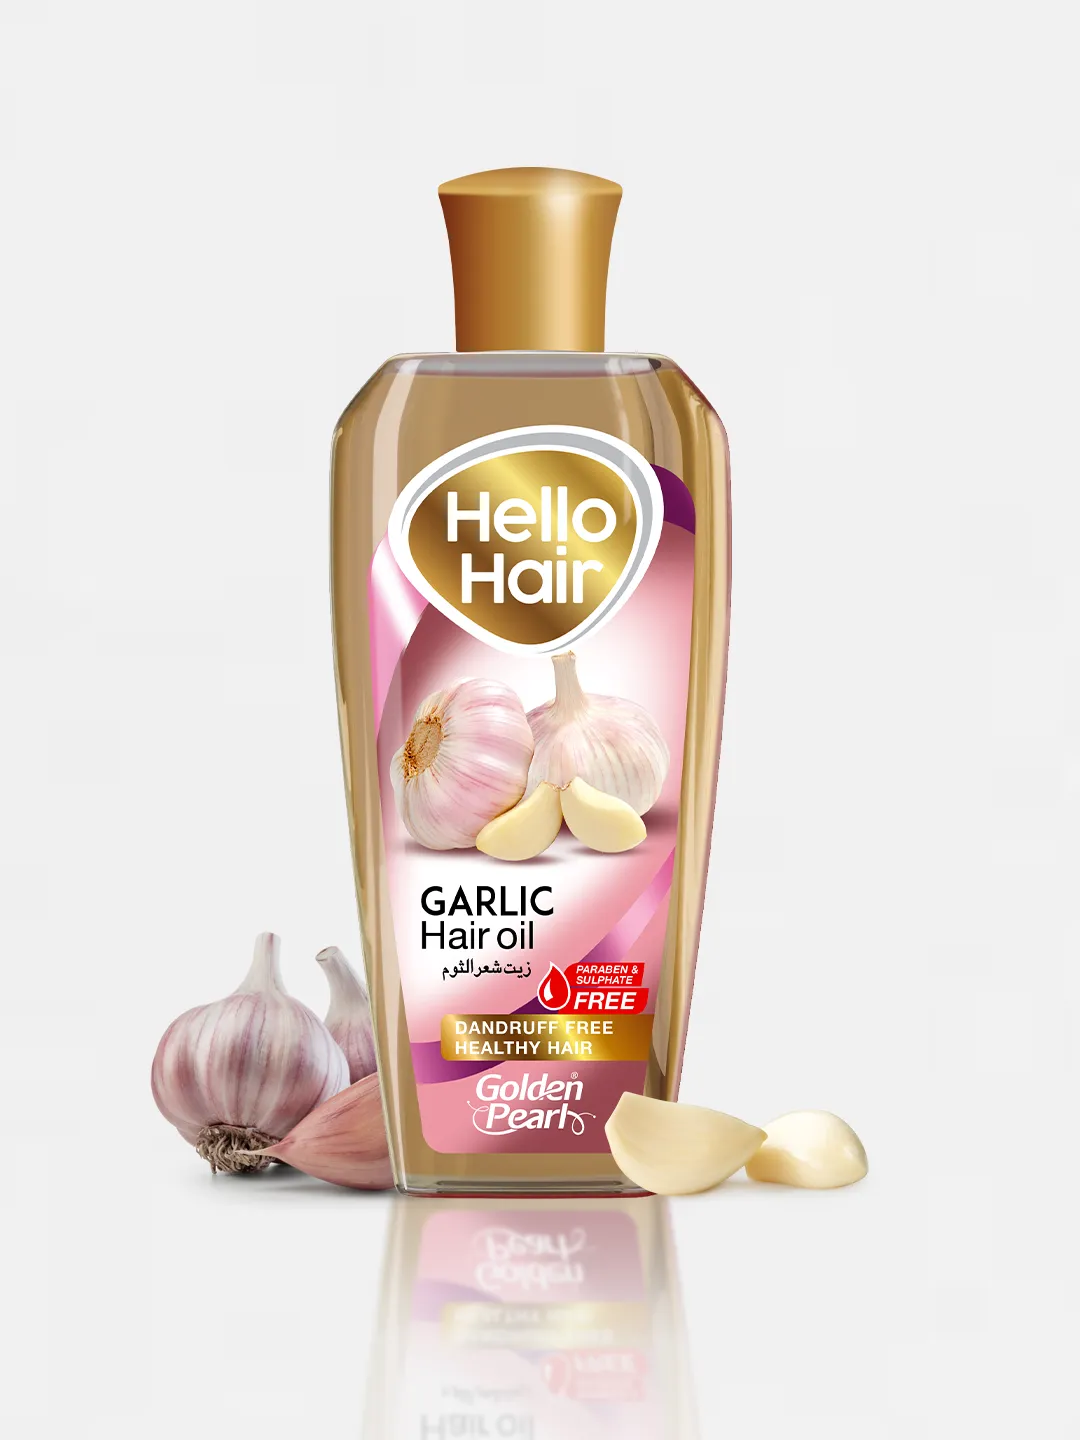 Hello
Hair
GARLIC
Hair oil
زيت شعر الثوم
PARABEN &
SULPHATE
FREE
DANDRUFF FREE
HEALTHY HAIR
Golden®
Pearl